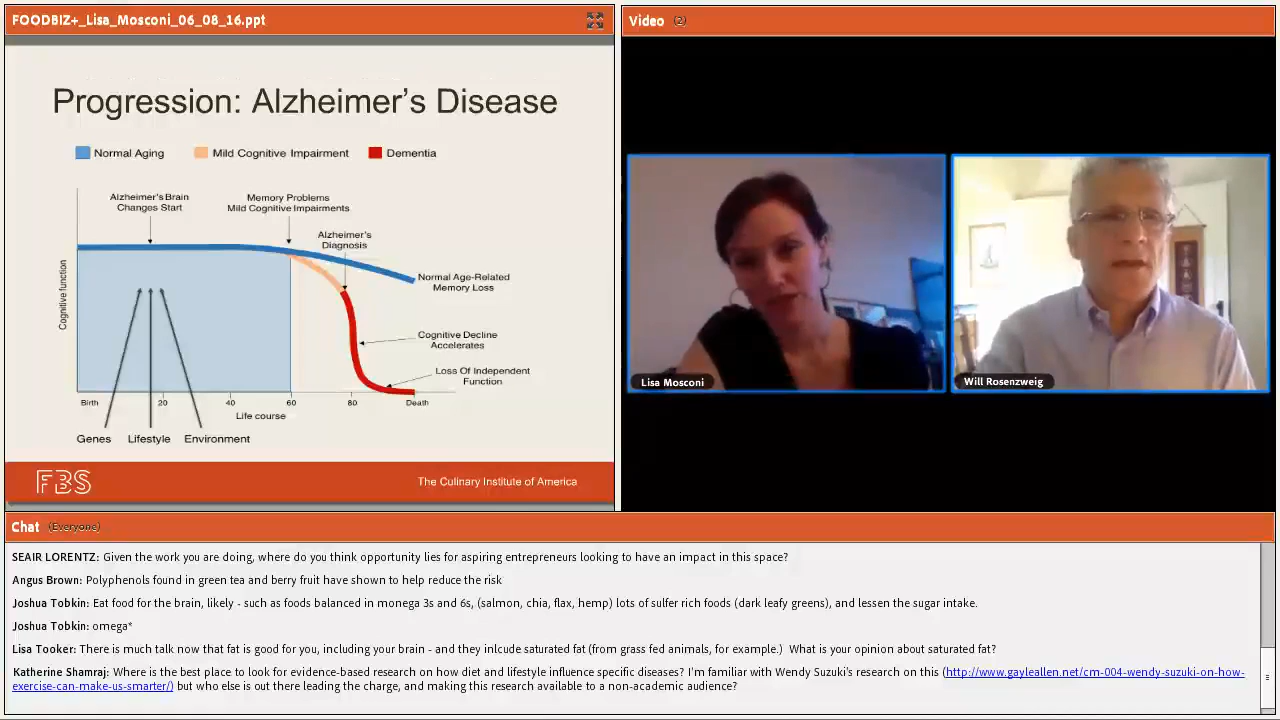 FOODBIZ+_Lisa_Mosconi_06_08_16.ppt
Progression: Alzheimer's Disease
Normal Aging
Mild Cognitive Impairment
Dementia
Alzheimer's Brain
Changes Start
Memory Problems
Mild Cognitive Impairments
Alzheimer's
Diagnosis
Normal Age-Related
Memory Loss
Cognitive function
Cognitive Decline
Accelerates
Loss Of Independent
Function
Birth
20
40
60
80
Death
Life course
Genes
Lifestyle
Environment
FBS
The Culinary Institute of America
Video (2)
Lisa Mosconi
Will Rosenzweig
Chat (Everyone)
SEAIR LORENTZ: Given the work you are doing, where do you think opportunity lies for aspiring entrepreneurs looking to have an impact in this space?
Angus Brown: Polyphenols found in green tea and berry fruit have shown to help reduce the risk
Joshua Tobkin: Eat food for the brain, likely - such as foods balanced in monega 3s and 6s, (salmon, chia, flax, hemp) lots of sulfer rich foods (dark leafy greens), and lessen the sugar intake.
Joshua Tobkin: omega*
Lisa Tooker: There is much talk now that fat is good for you, including your brain - and they inlcude saturated fat (from grass fed animals, for example.)  What is your opinion about saturated fat?
Katherine Shamraj: Where is the best place to look for evidence-based research on how diet and lifestyle influence specific diseases? I'm familiar with Wendy Suzuki's research on this (http://www.gayleallen.net/cm-004-wendy-suzuki-on-how-
exercise-can-make-us-smarter/) but who else is out there leading the charge, and making this research available to a non-academic audience?